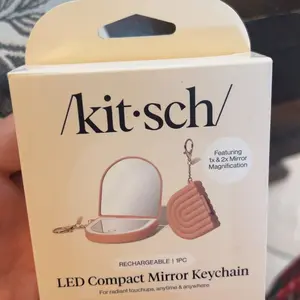 /kit·sch/
Featuring
1x & 2x Mirror
Magnification
RECHARGEABLE | 1PC
LED Compact Mirror Keychain
For radiant touchups, anytime & anywhere